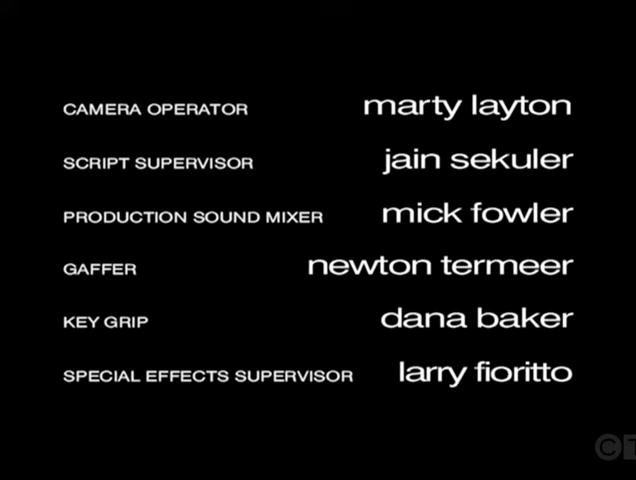 CAMERA OPERATOR marty layton
SCRIPT SUPERVISOR jain sekuler
PRODUCTION SOUND MIXER mick fowler
GAFFER newton termeer
KEY GRIP dana baker
SPECIAL EFFECTS SUPERVISOR larry fioritto